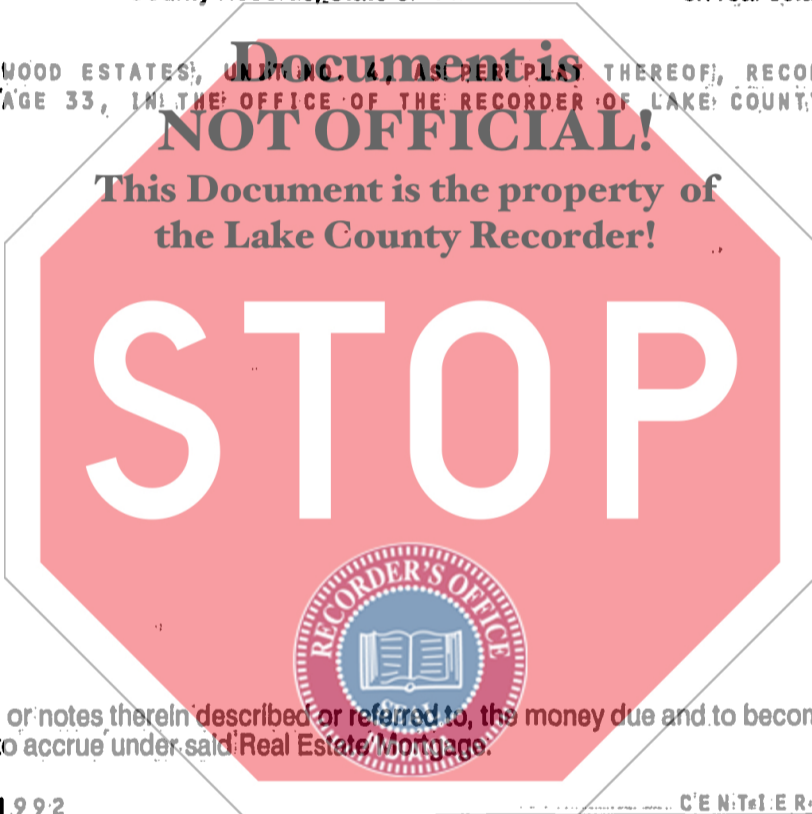 Document is
WOOD ESTATES, UNIT NO. 4, AS PER PLAT THEREOF, RECO
NOT OFFICIAL!
AGE 33, IN THE OFFICE OF THE RECORDER OF LAKE COUNT
This Document is the property of
the Lake County Recorder!
STOP
RECORDER'S OFFICE
or notes therein described or referred to, the money due and to becom
to accrue under said Real Estate Mortgage.
1992
CENTIER